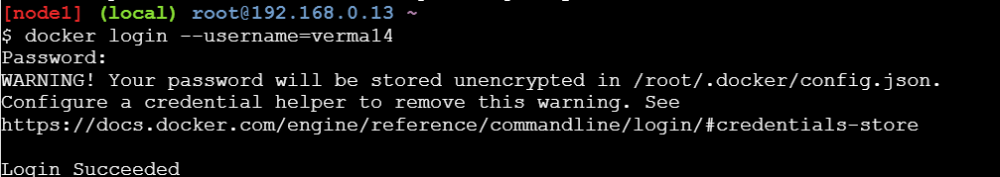 [node1] (local) root@192.168.0.13 ~
$ docker login --username=verma14
Password:
WARNING! Your password will be stored unencrypted in /root/.docker/config.json.
Configure a credential helper to remove this warning. See
https://docs.docker.com/engine/reference/commandline/login/#credentials-store
Login Succeeded